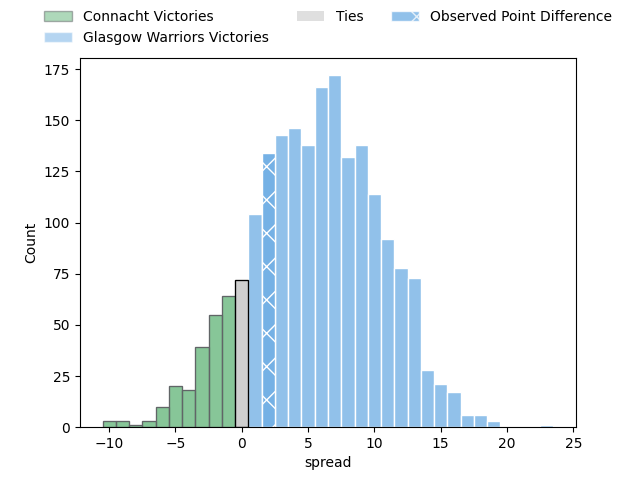 Connacht Victories
Ties
Observed Point Difference
Glasgow Warriors Victories
175
150
125
100
75
50
25
0
Count
−10
−5
0
5
10
15
20
25
spread